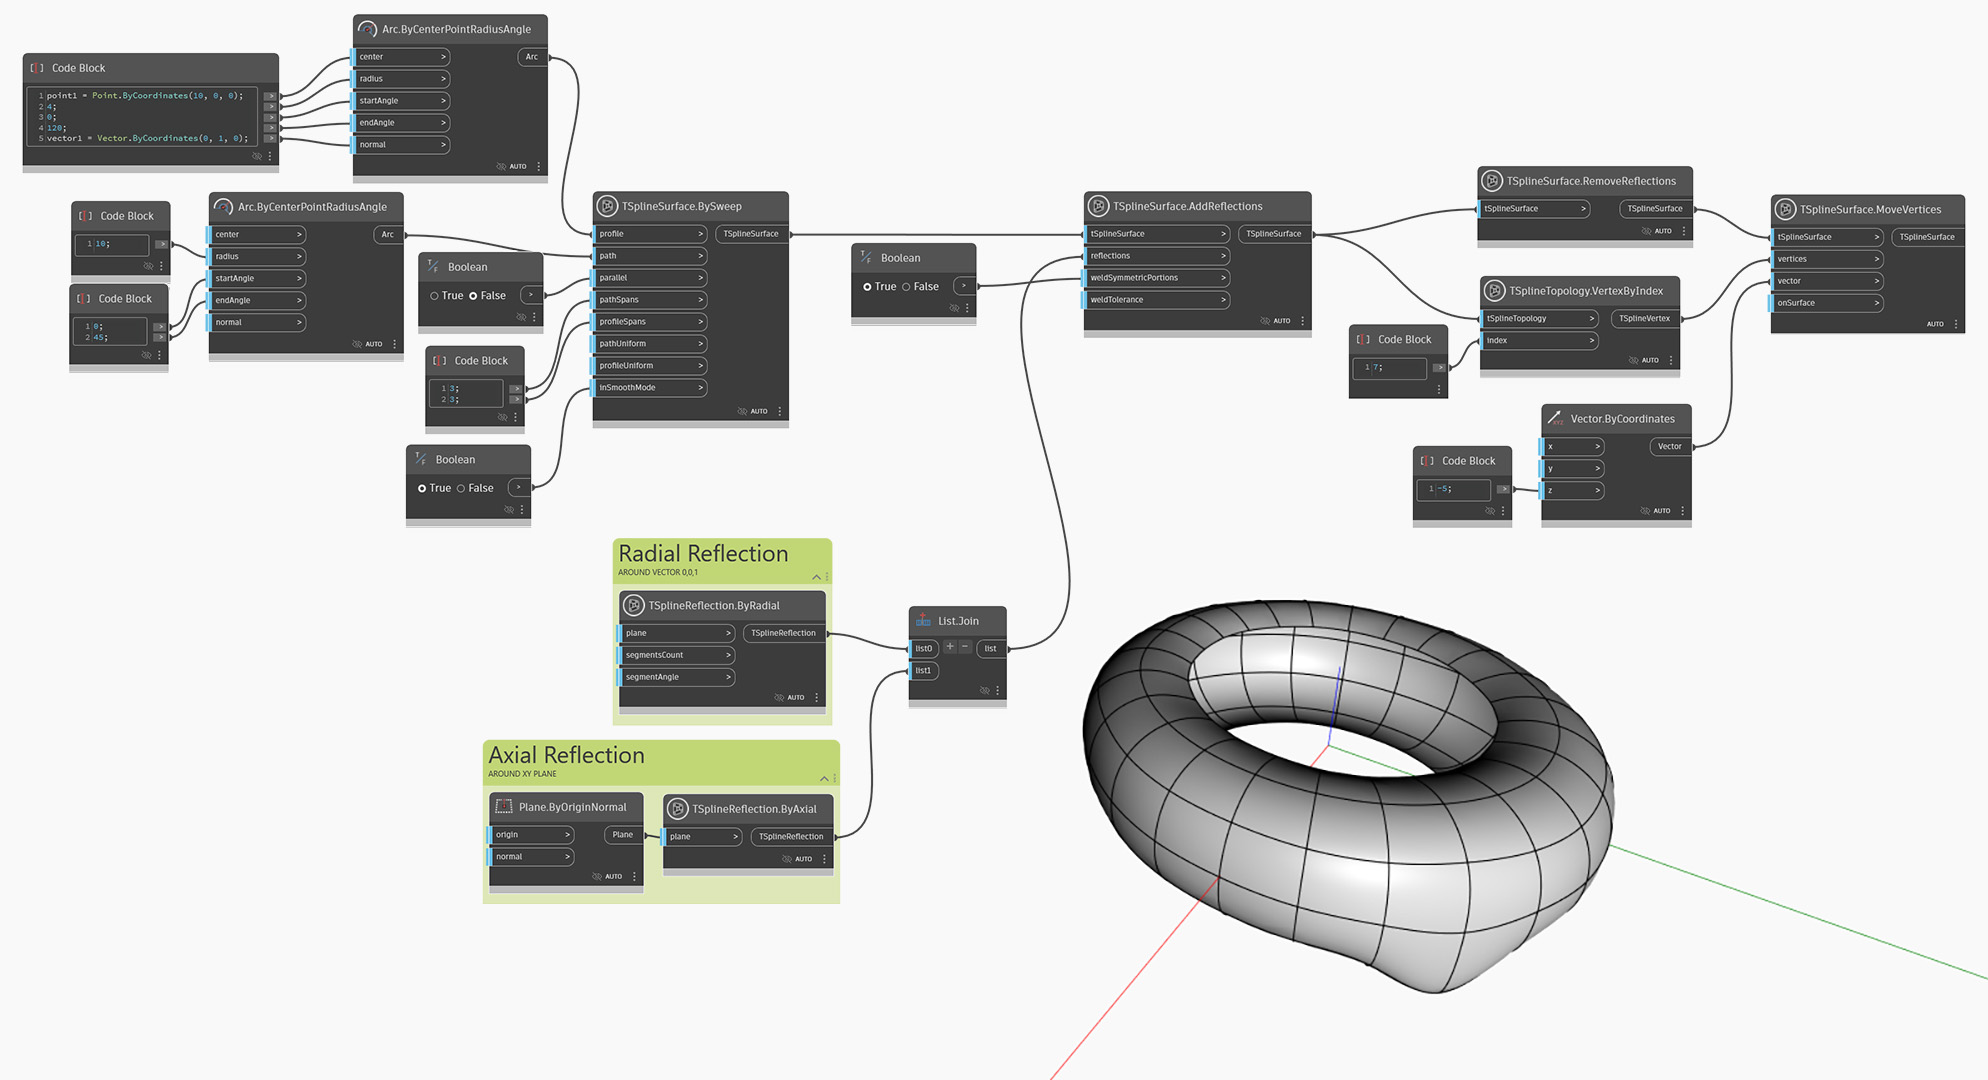 Code Block
1 point1 = Point.ByCoordinates(10, 0, 0);
2 4;
3 0;
4 120;
5 vector1 = Vector.ByCoordinates(0, 1, 0);
Arc.ByCenterPointRadiusAngle
center >
Arc
radius >
startAngle >
endAngle >
normal >
AUTO
Code Block
1 10;
Code Block
1 0;
2 45;
Arc.ByCenterPointRadiusAngle
center >
Arc
radius >
startAngle >
endAngle >
normal >
AUTO
T/F Boolean
True False >
Code Block
1 3;
2 3;
T/F Boolean
True False >
TSplineSurface.BySweep
profile >
TSplineSurface
path >
parallel >
pathSpans >
profileSpans >
pathUniform >
profileUniform >
inSmoothMode >
AUTO
T/F Boolean
True False >
TSplineSurface.AddReflections
tSplineSurface >
TSplineSurface
reflections >
weldSymmetricPortions >
weldTolerance >
AUTO
TSplineSurface.RemoveReflections
tSplineSurface >
TSplineSurface
AUTO
TSplineTopology.VertexByIndex
tSplineTopology >
TSplineVertex
index >
AUTO
Code Block
1 7;
Vector.ByCoordinates
x >
Vector
y >
z >
AUTO
Code Block
1 -5;
TSplineSurface.MoveVertices
tSplineSurface >
TSplineSurface
vertices >
vector >
onSurface >
AUTO
Radial Reflection
AROUND VECTOR 0,0,1
TSplineReflection.ByRadial
plane >
TSplineReflection
segmentsCount >
segmentAngle >
AUTO
List.Join
list0 + − list
list1
Axial Reflection
AROUND XY PLANE
Plane.ByOriginNormal
origin >
Plane
normal >
AUTO
TSplineReflection.ByAxial
plane >
TSplineReflection
AUTO